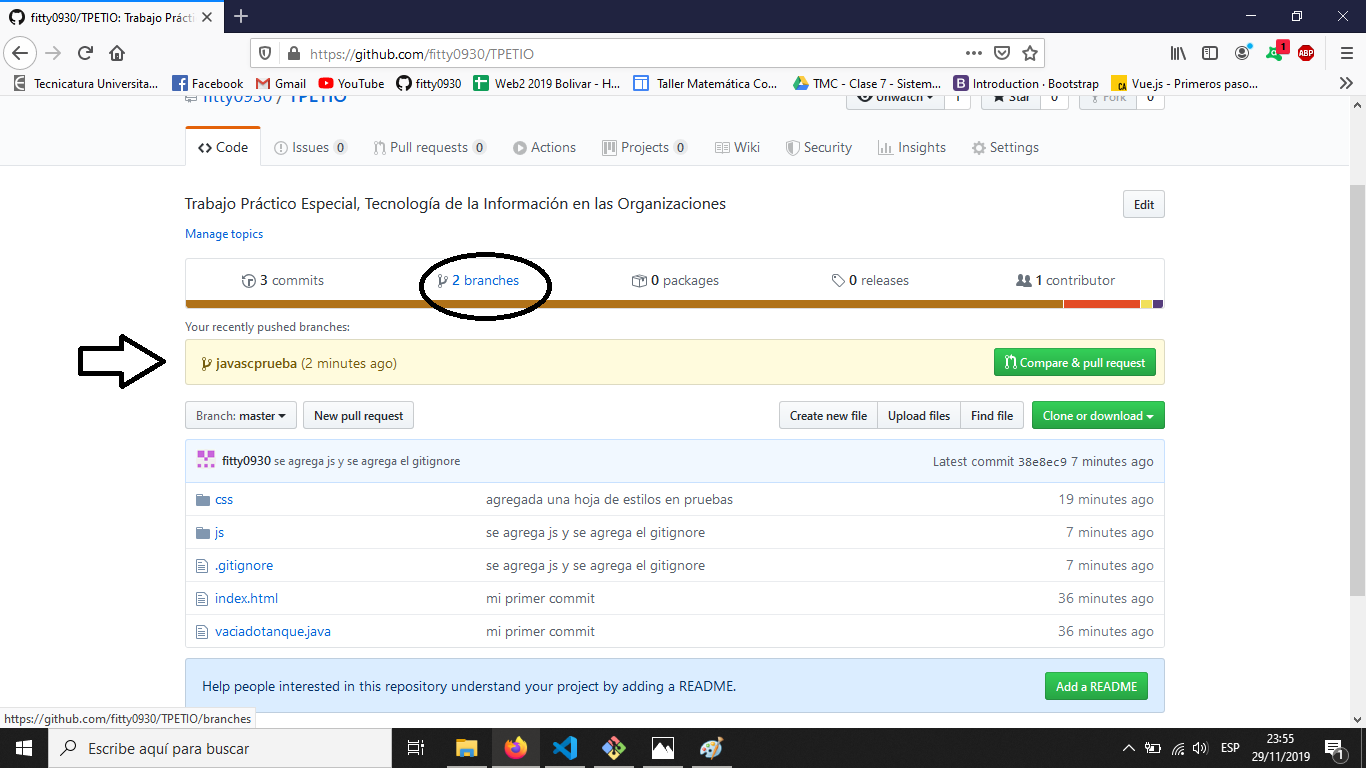 fitty0930/TPETIO: Trabajo Prácti
https://github.com/fitty0930/TPETIO
1
ABP
Tecnicatura Universita... Facebook Gmail YouTube fitty0930 Web2 2019 Bolivar - H... Taller Matemática Co... TMC - Clase 7 - Sistem... Introduction · Bootstrap Vue.js - Primeros paso...
fitty0930 / TPETIO Unwatch 1 Star 0 Fork 0
Code Issues 0 Pull requests 0 Actions Projects 0 Wiki Security Insights Settings
Trabajo Práctico Especial, Tecnología de la Información en las Organizaciones Edit
Manage topics
3 commits 2 branches 0 packages 0 releases 1 contributor
Your recently pushed branches:
javascprueba (2 minutes ago) Compare & pull request
Branch: master New pull request Create new file Upload files Find file Clone or download
fitty0930 se agrega js y se agrega el gitignore Latest commit 38e8ec9 7 minutes ago
css agregada una hoja de estilos en pruebas 19 minutes ago
js se agrega js y se agrega el gitignore 7 minutes ago
.gitignore se agrega js y se agrega el gitignore 7 minutes ago
index.html mi primer commit 36 minutes ago
vaciadotanque.java mi primer commit 36 minutes ago
Help people interested in this repository understand your project by adding a README. Add a README
https://github.com/fitty0930/TPETIO/branches
Escribe aquí para buscar ESP 23:55
29/11/2019 1